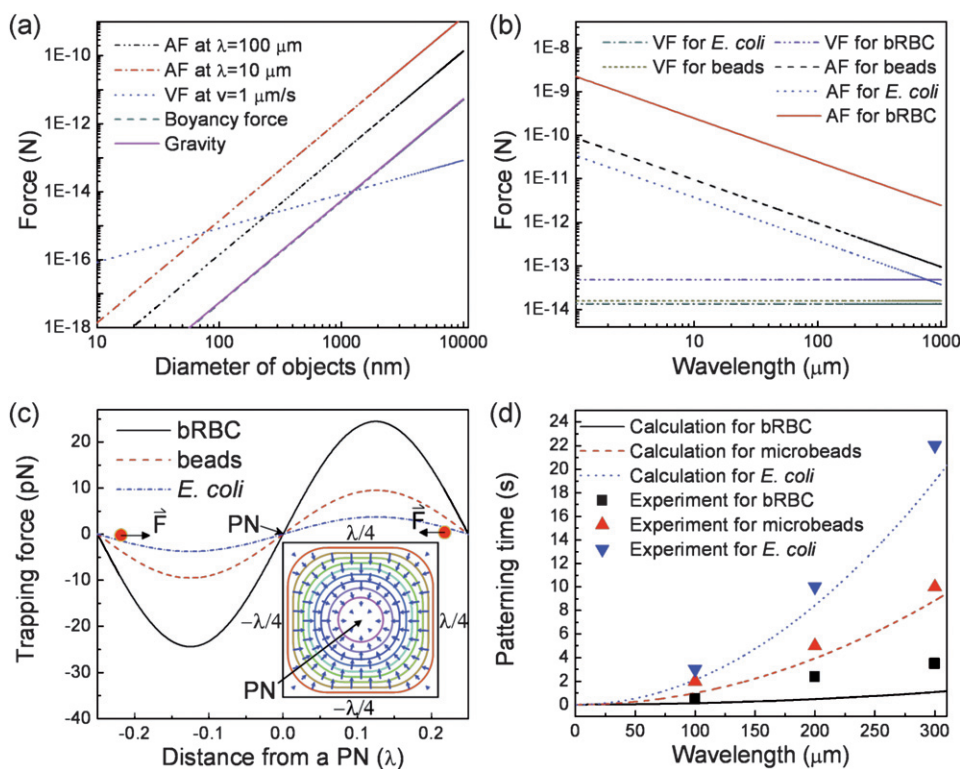 (a)
AF at λ=100 μm
AF at λ=10 μm
VF at v=1 μm/s
Boyancy force
Gravity
1E-10
1E-12
1E-14
1E-16
1E-18
Force (N)
10 100 1000 10000
Diameter of objects (nm)
(b)
VF for E. coli
VF for beads
VF for bRBC
AF for beads
AF for E. coli
AF for bRBC
1E-8
1E-9
1E-10
1E-11
1E-12
1E-13
1E-14
Force (N)
10 100 1000
Wavelength (μm)
(c)
bRBC
beads
E. coli
20
10
0
-10
-20
-30
-40
Trapping force (pN)
F
PN
F
λ/4
-λ/4
λ/4
PN
-λ/4
-0.2 -0.1 0.0 0.1 0.2
Distance from a PN (λ)
(d)
Calculation for bRBC
Calculation for microbeads
Calculation for E. coli
Experiment for bRBC
Experiment for microbeads
Experiment for E. coli
24
22
20
18
16
14
12
10
8
6
4
2
0
Patterning time (s)
0 50 100 150 200 250 300
Wavelength (μm)